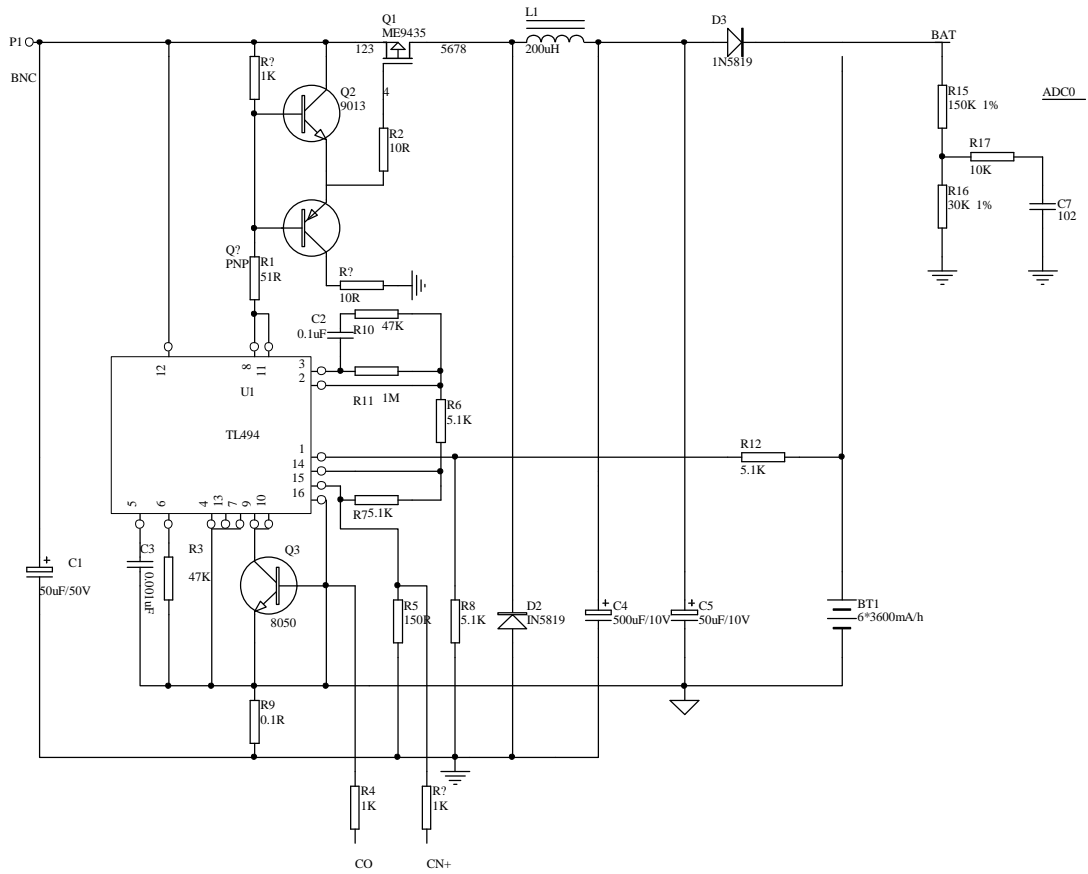 Q1
ME9435
L1
D3
P1
123
5678
200uH
1N5819
BAT
BNC
R?
1K
Q2
9013
4
R2
10R
R15
150K 1%
ADC0
R17
10K
R16
30K 1%
C7
102
Q?
PNP
R1
51R
R?
10R
C2
0.1uF
R10
47K
12
8
11
3
2
U1
R11
1M
R6
5.1K
TL494
1
14
15
16
R12
5.1K
R7
5.1K
5
6
4
13
7
9
10
C3
0.001uF
R3
47K
Q3
8050
C1
50uF/50V
R5
150R
R8
5.1K
D2
IN5819
C4
500uF/10V
C5
50uF/10V
BT1
6*3600mA/h
R9
0.1R
R4
1K
R?
1K
CO
CN+